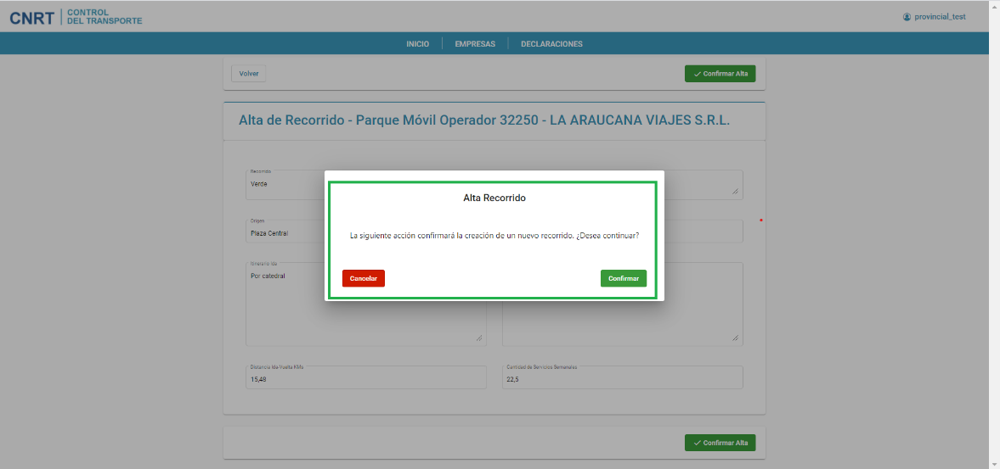 CNRT
CONTROL
DEL TRANSPORTE
provincial_test
INICIO
EMPRESAS
DECLARACIONES
Volver
Confirmar Alta
Alta de Recorrido - Parque Móvil Operador 32250 - LA ARAUCANA VIAJES S.R.L.
Recorrido
Verde
Origen
Plaza Central
Alta Recorrido
La siguiente acción confirmará la creación de un nuevo recorrido. ¿Desea continuar?
Cancelar
Confirmar
Itinerario Ida
Por catedral
Distancia Ida-Vuelta KMs
15,48
Cantidad de Servicios Semanales
22,5
Confirmar Alta